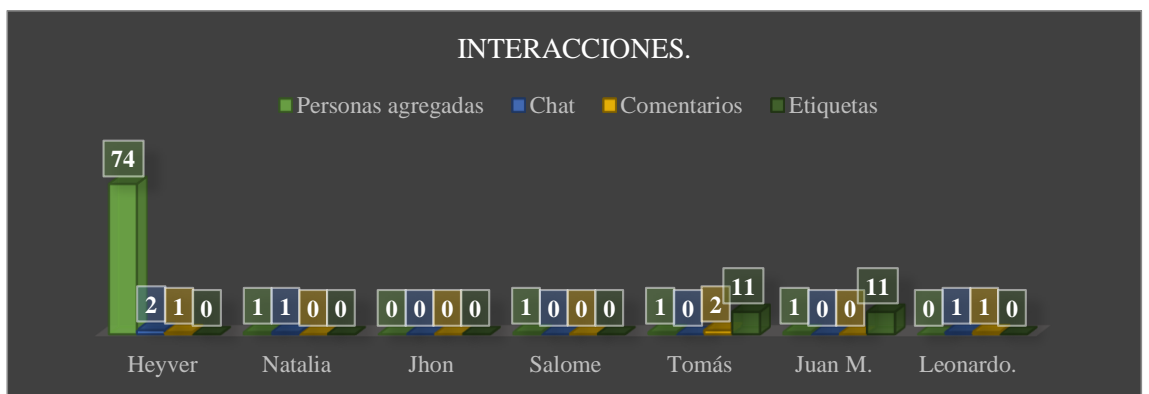 INTERACCIONES.
Personas agregadas Chat Comentarios Etiquetas
74
2 1 0 1 1 0 0 0 0 0 0 1 0 0 0 1 0 2 11 1 0 0 11 0 1 1 0
Heyver Natalia Jhon Salome Tomás Juan M. Leonardo.